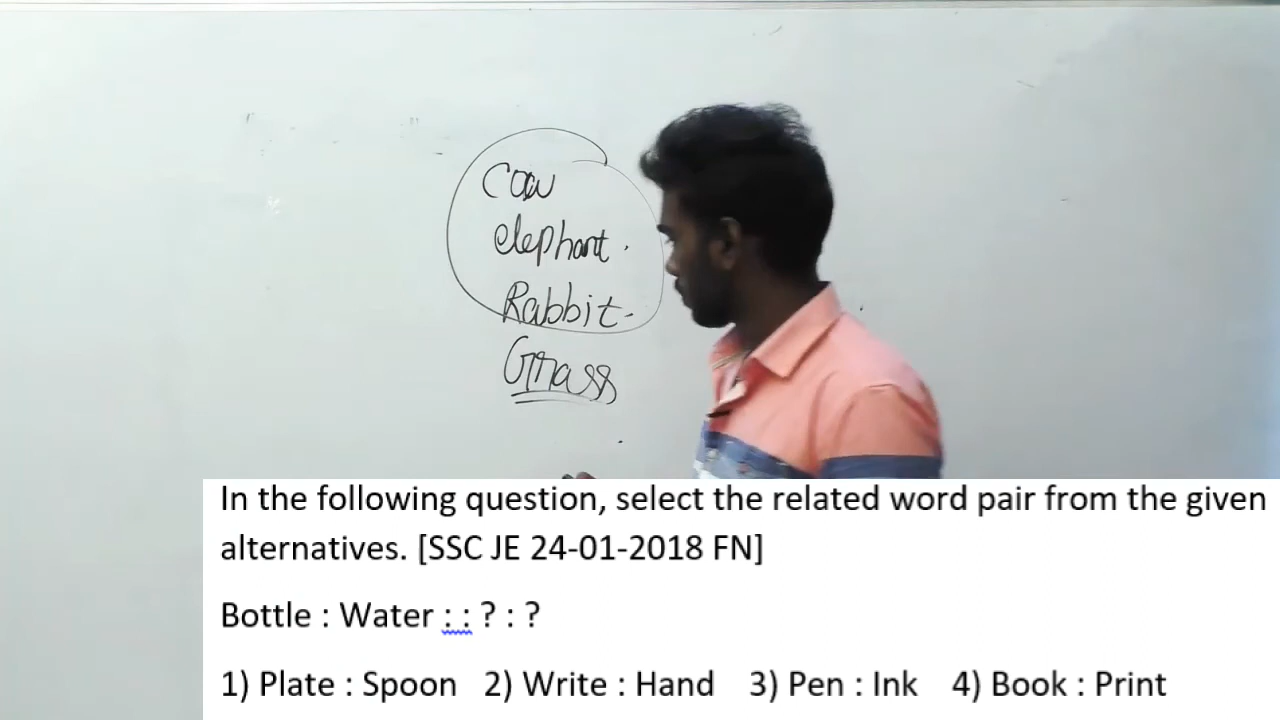 Cow
elephant.
Rabbit-
Grass
In the following question, select the related word pair from the given
alternatives. [SSC JE 24-01-2018 FN]
Bottle : Water : : ? : ?
1) Plate : Spoon 2) Write : Hand 3) Pen : Ink 4) Book : Print